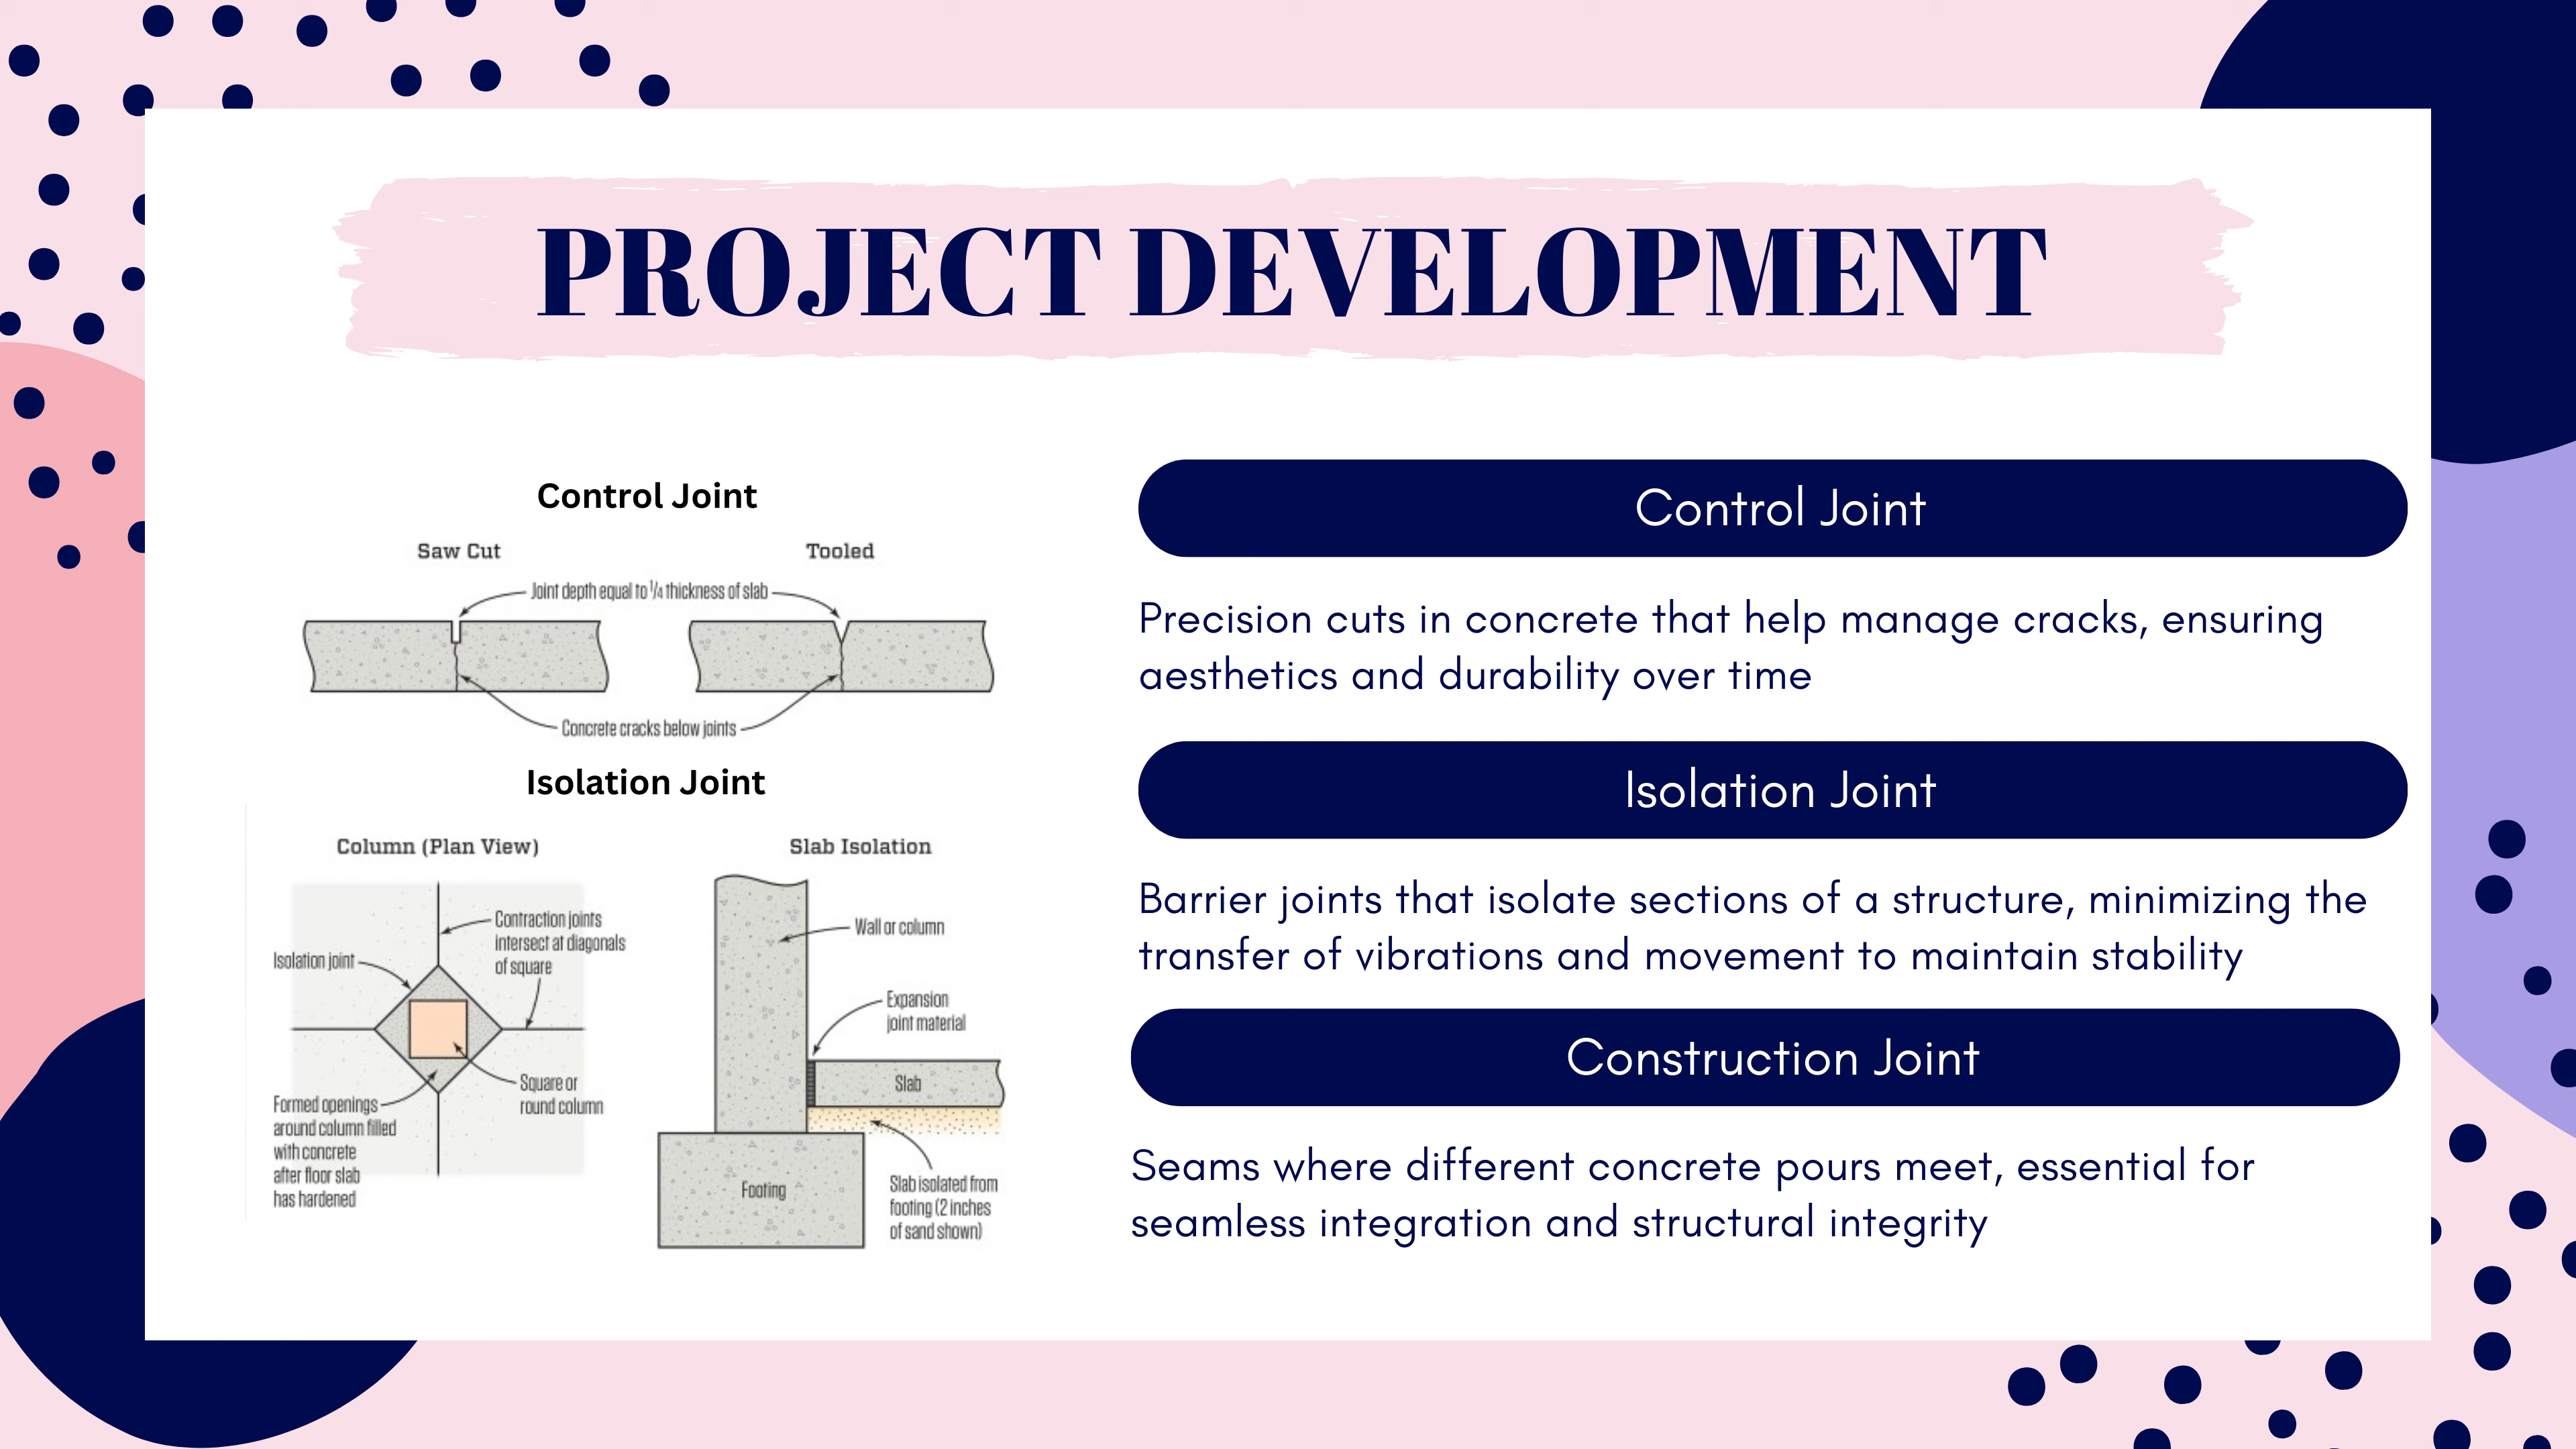 PROJECT DEVELOPMENT
Control Joint
Saw Cut
Tooled
Joint depth equal to 1/4 thickness of slab
Concrete cracks below joints
Isolation Joint
Column (Plan View)
Contraction joints
intersect at diagonals
of square
Isolation joint
Square or
round column
Formed openings
around column filled
with concrete
after floor slab
has hardened
Slab Isolation
Wall or column
Expansion
joint material
Slab
Footing
Slab isolated from
footing (2 inches
of sand shown)
Control Joint
Precision cuts in concrete that help manage cracks, ensuring
aesthetics and durability over time
Isolation Joint
Barrier joints that isolate sections of a structure, minimizing the
transfer of vibrations and movement to maintain stability
Construction Joint
Seams where different concrete pours meet, essential for
seamless integration and structural integrity